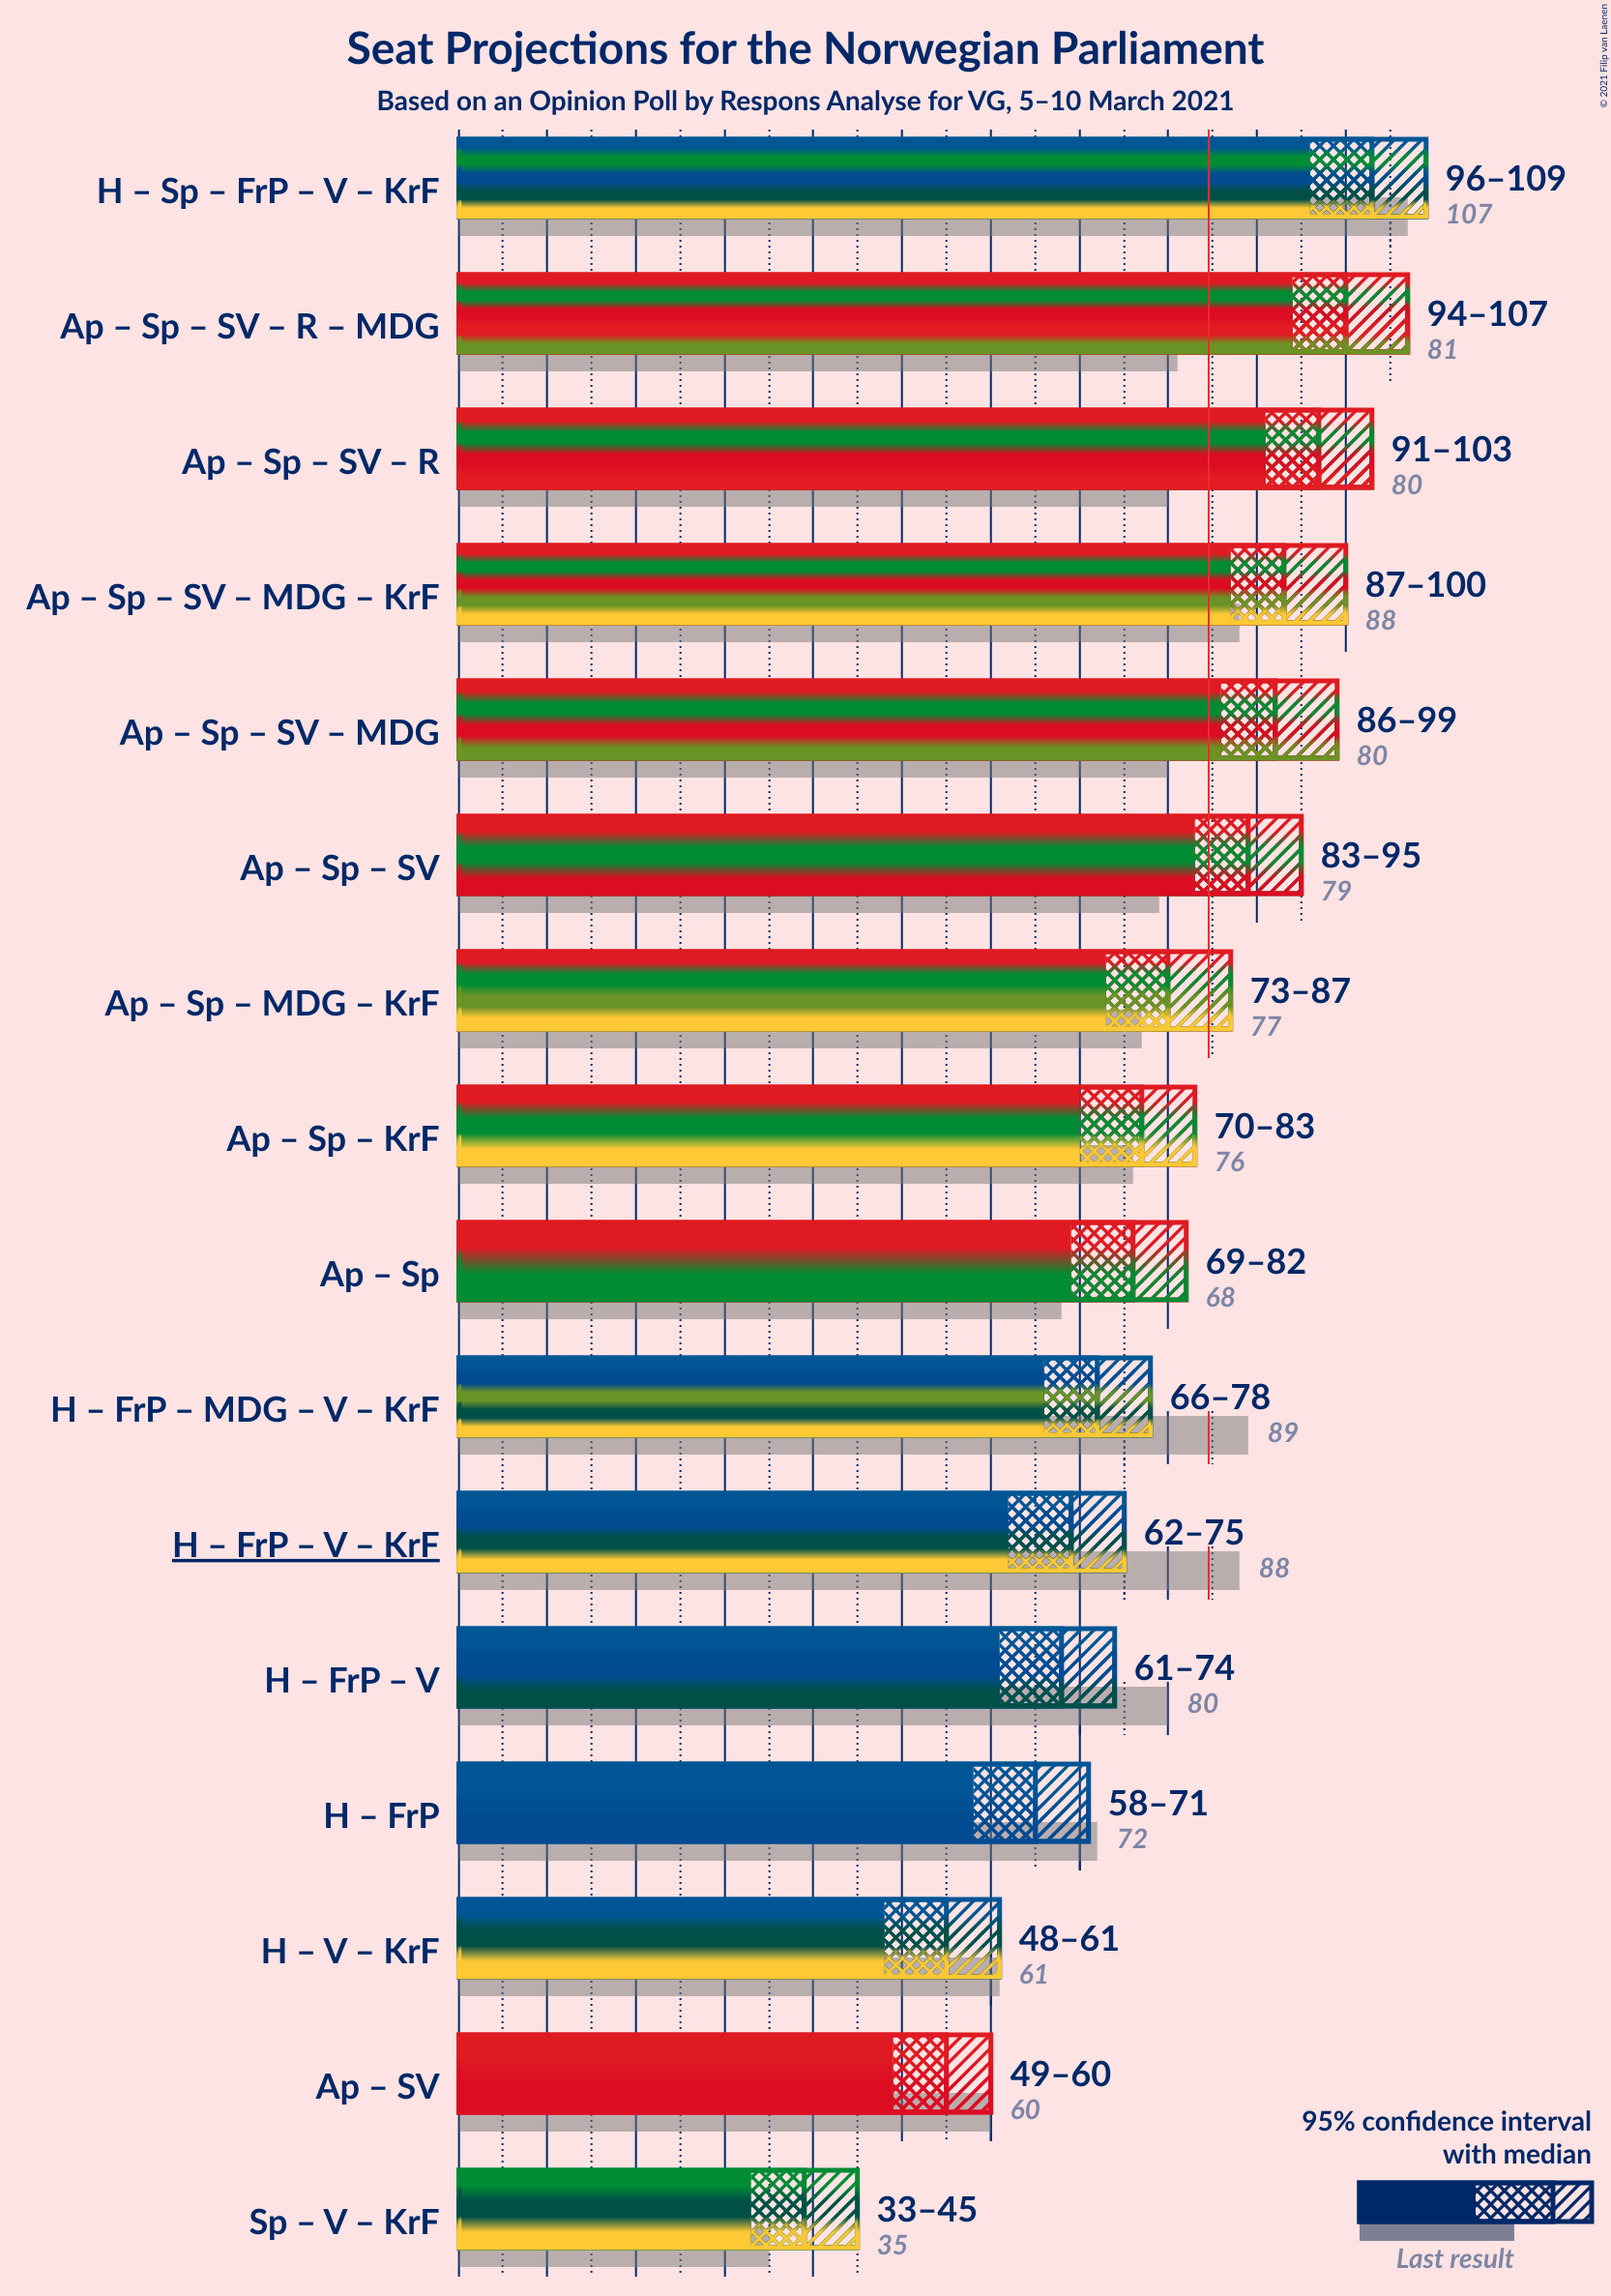 © 2021 Filip van Laenen
Seat Projections for the Norwegian Parliament
Based on an Opinion Poll by Respons Analyse for VG, 5–10 March 2021
H – Sp – FrP – V – KrF
96–109
107
Ap – Sp – SV – R – MDG
94–107
81
Ap – Sp – SV – R
91–103
80
Ap – Sp – SV – MDG – KrF
87–100
88
Ap – Sp – SV – MDG
86–99
80
Ap – Sp – SV
83–95
79
Ap – Sp – MDG – KrF
73–87
77
Ap – Sp – KrF
70–83
76
Ap – Sp
69–82
68
H – FrP – MDG – V – KrF
66–78
89
H – FrP – V – KrF
62–75
88
H – FrP – V
61–74
80
H – FrP
58–71
72
H – V – KrF
48–61
61
Ap – SV
49–60
60
Sp – V – KrF
33–45
35
95% confidence interval
with median
Last result